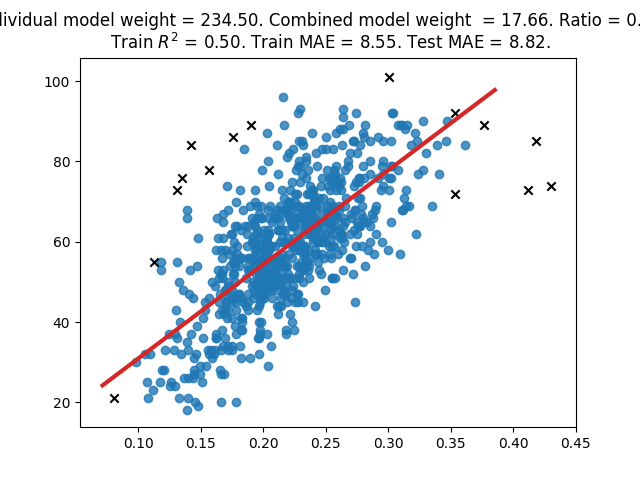 dividual model weight = 234.50. Combined model weight = 17.66. Ratio = 0.
Train R² = 0.50. Train MAE = 8.55. Test MAE = 8.82.
100
80
60
40
20
0.10 0.15 0.20 0.25 0.30 0.35 0.40 0.45